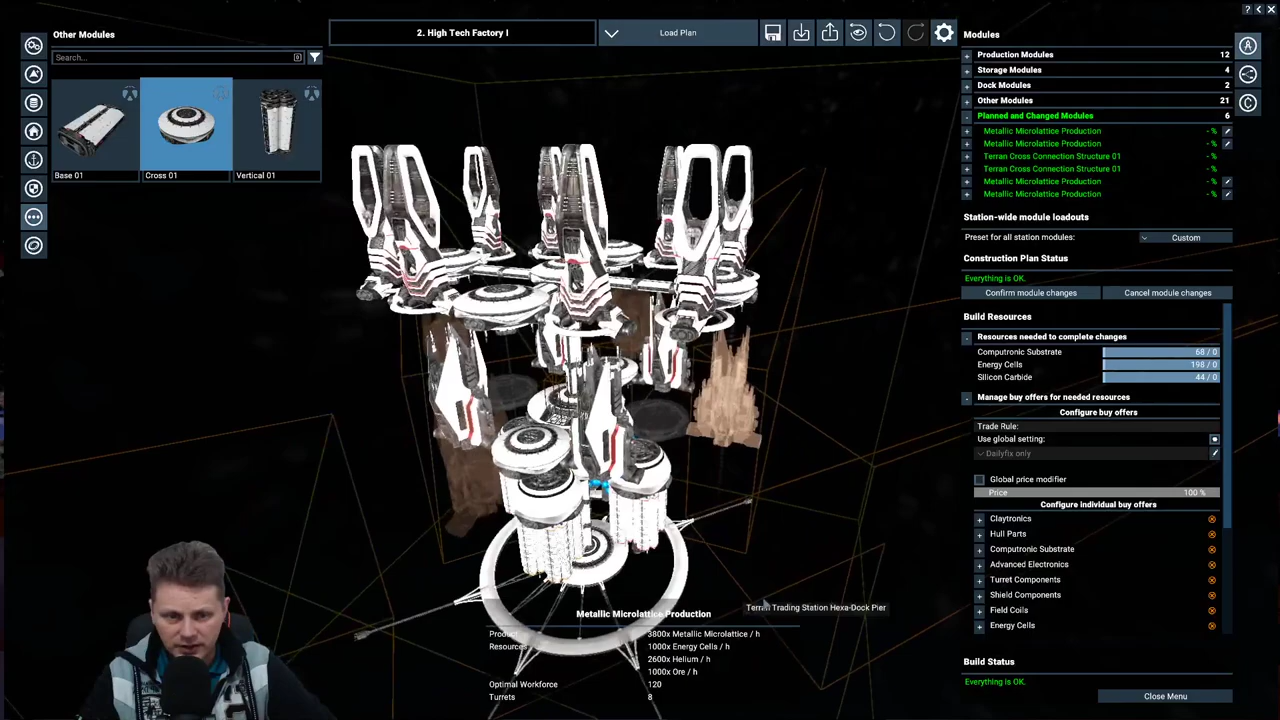 Other Modules
Search...
Base 01
Cross 01
Vertical 01
2. High Tech Factory I
Load Plan
? < X
Modules
+ Production Modules 12
+ Storage Modules 4
+ Dock Modules 2
+ Other Modules 21
- Planned and Changed Modules 6
+ Metallic Microlattice Production - %
+ Metallic Microlattice Production - %
+ Terran Cross Connection Structure 01 - %
+ Terran Cross Connection Structure 01 - %
+ Metallic Microlattice Production - %
+ Metallic Microlattice Production - %
Station-wide module loadouts
Preset for all station modules: Custom
Construction Plan Status
Everything is OK.
Confirm module changes Cancel module changes
Build Resources
- Resources needed to complete changes
Computronic Substrate 68 / 0
Energy Cells 198 / 0
Silicon Carbide 44 / 0
- Manage buy offers for needed resources
Configure buy offers
Trade Rule:
Use global setting:
Dailyfix only
Global price modifier
Price 100 %
Configure individual buy offers
+ Claytronics
+ Hull Parts
+ Computronic Substrate
+ Advanced Electronics
+ Turret Components
+ Shield Components
+ Field Coils
+ Energy Cells
Build Status
Everything is OK.
Close Menu
Terran Trading Station Hexa-Dock Pier
Metallic Microlattice Production
Product 3800x Metallic Microlattice / h
Resources 1000x Energy Cells / h
2600x Helium / h
1000x Ore / h
Optimal Workforce 120
Turrets 8